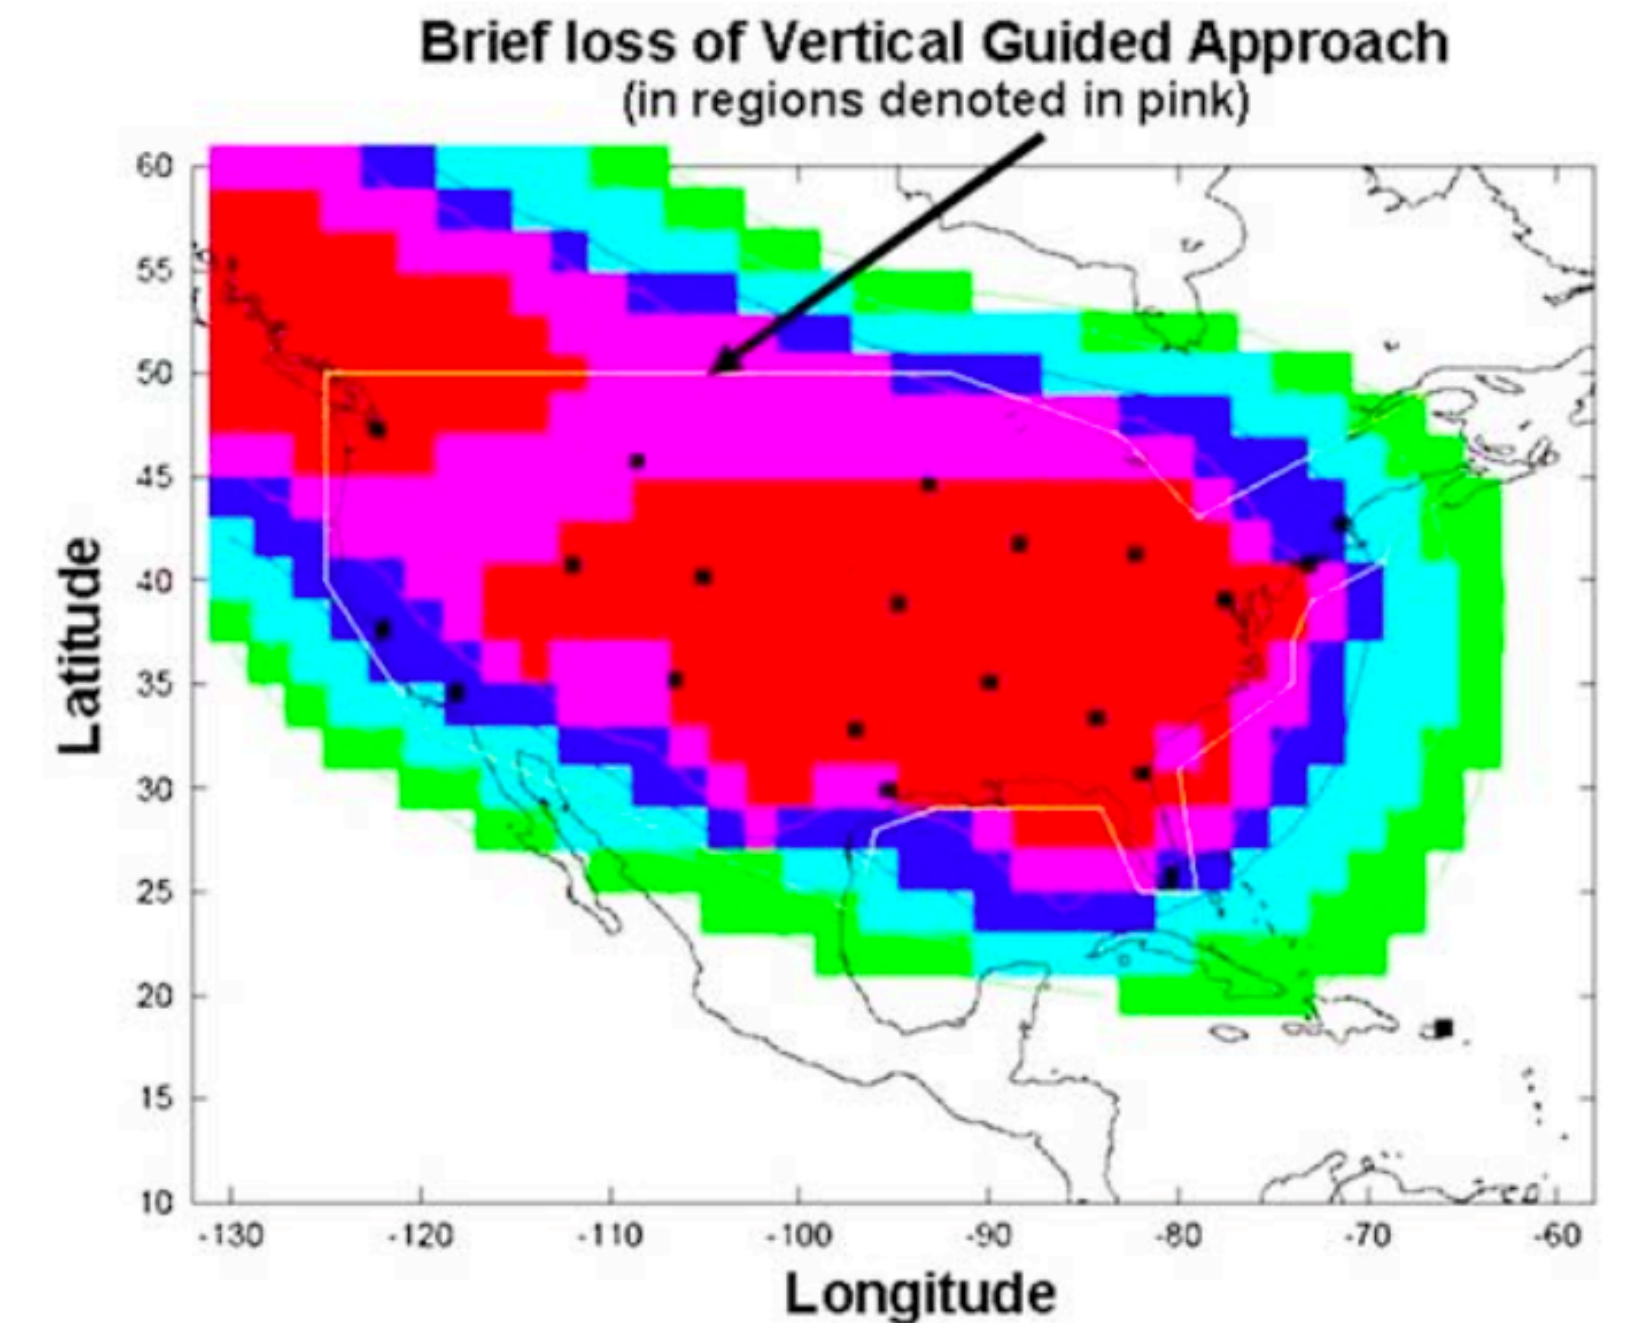 Brief loss of Vertical Guided Approach
(in regions denoted in pink)
60
55
50
45
40
35
30
25
20
15
10
Latitude
-130 -120 -110 -100 -90 -80 -70 -60
Longitude